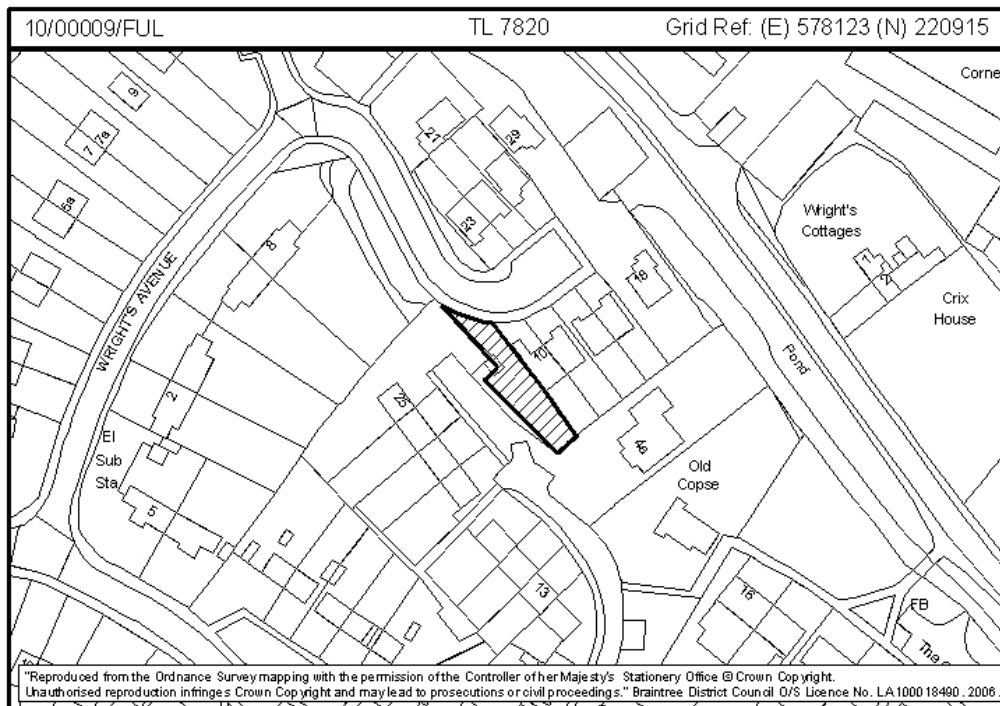 10/00009/FUL TL 7820 Grid Ref: (E) 578123 (N) 220915
Corne
9
7 7a
5a
27
29
23
8
WRIGHT'S AVENUE
Wright's
Cottages
1
2
18
Crix
House
10
Pond
2
25
4a
El
Sub
Sta
Old
Copse
5
13
16
FB
The
"Reproduced from the Ordnance Survey mapping with the permission of the Controller of her Majesty's Stationery Office © Crown Copyright.
Unauthorised reproduction infringes Crown Copyright and may lead to prosecutions or civil proceedings." Braintree District Council O/S Licence No. LA10018490. 2006.